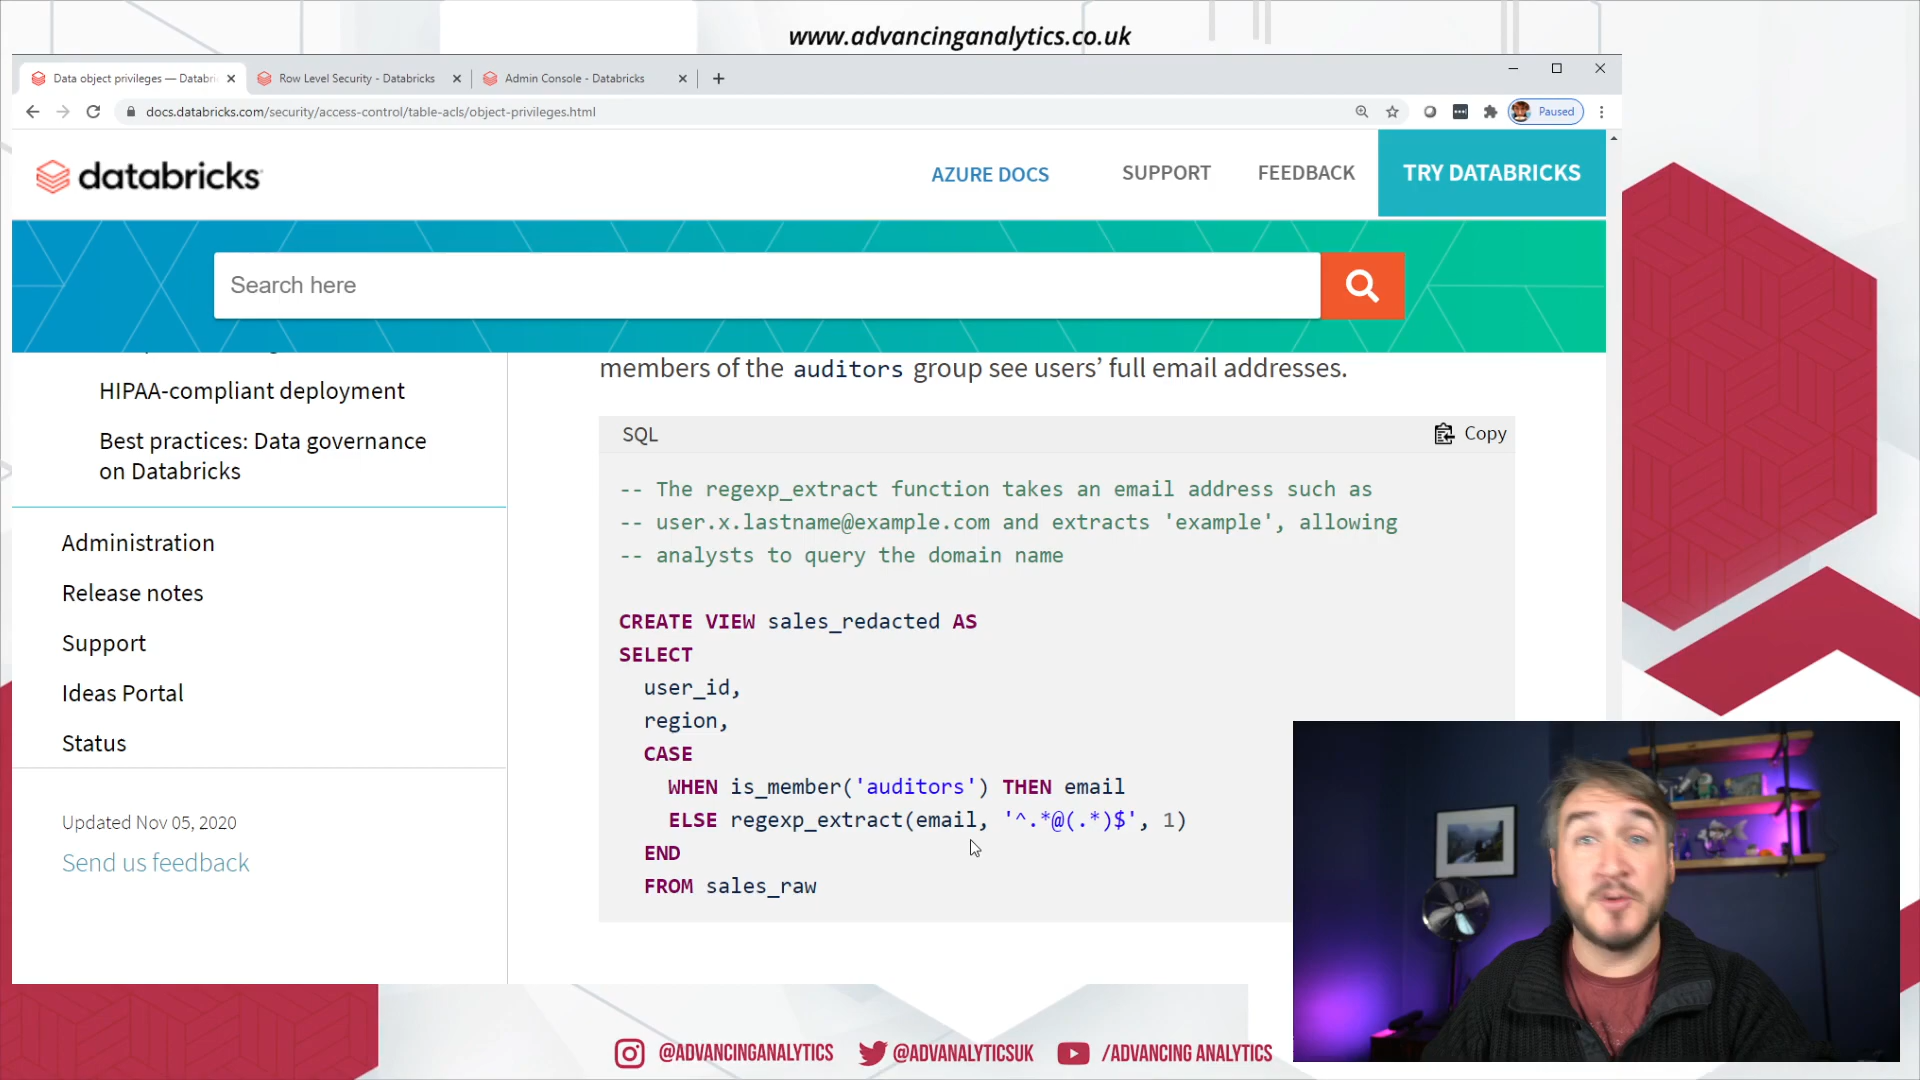 www.advancinganalytics.co.uk
Data object privileges — Databri
Row Level Security - Databricks
Admin Console - Databricks
docs.databricks.com/security/access-control/table-acls/object-privileges.html
Paused
databricks
AZURE DOCS
SUPPORT
FEEDBACK
TRY DATABRICKS
Search here
HIPAA-compliant deployment
Best practices: Data governance
on Databricks
Administration
Release notes
Support
Ideas Portal
Status
Updated Nov 05, 2020
Send us feedback
members of the auditors group see users’ full email addresses.
SQL
Copy
-- The regexp_extract function takes an email address such as
-- user.x.lastname@example.com and extracts 'example', allowing
-- analysts to query the domain name
CREATE VIEW sales_redacted AS
SELECT
user_id,
region,
CASE
WHEN is_member('auditors') THEN email
ELSE regexp_extract(email, '^.*@(.*)$', 1)
END
FROM sales_raw
@ADVANCINGANALYTICS
@ADVANALYTICSUK
/ADVANCING ANALYTICS